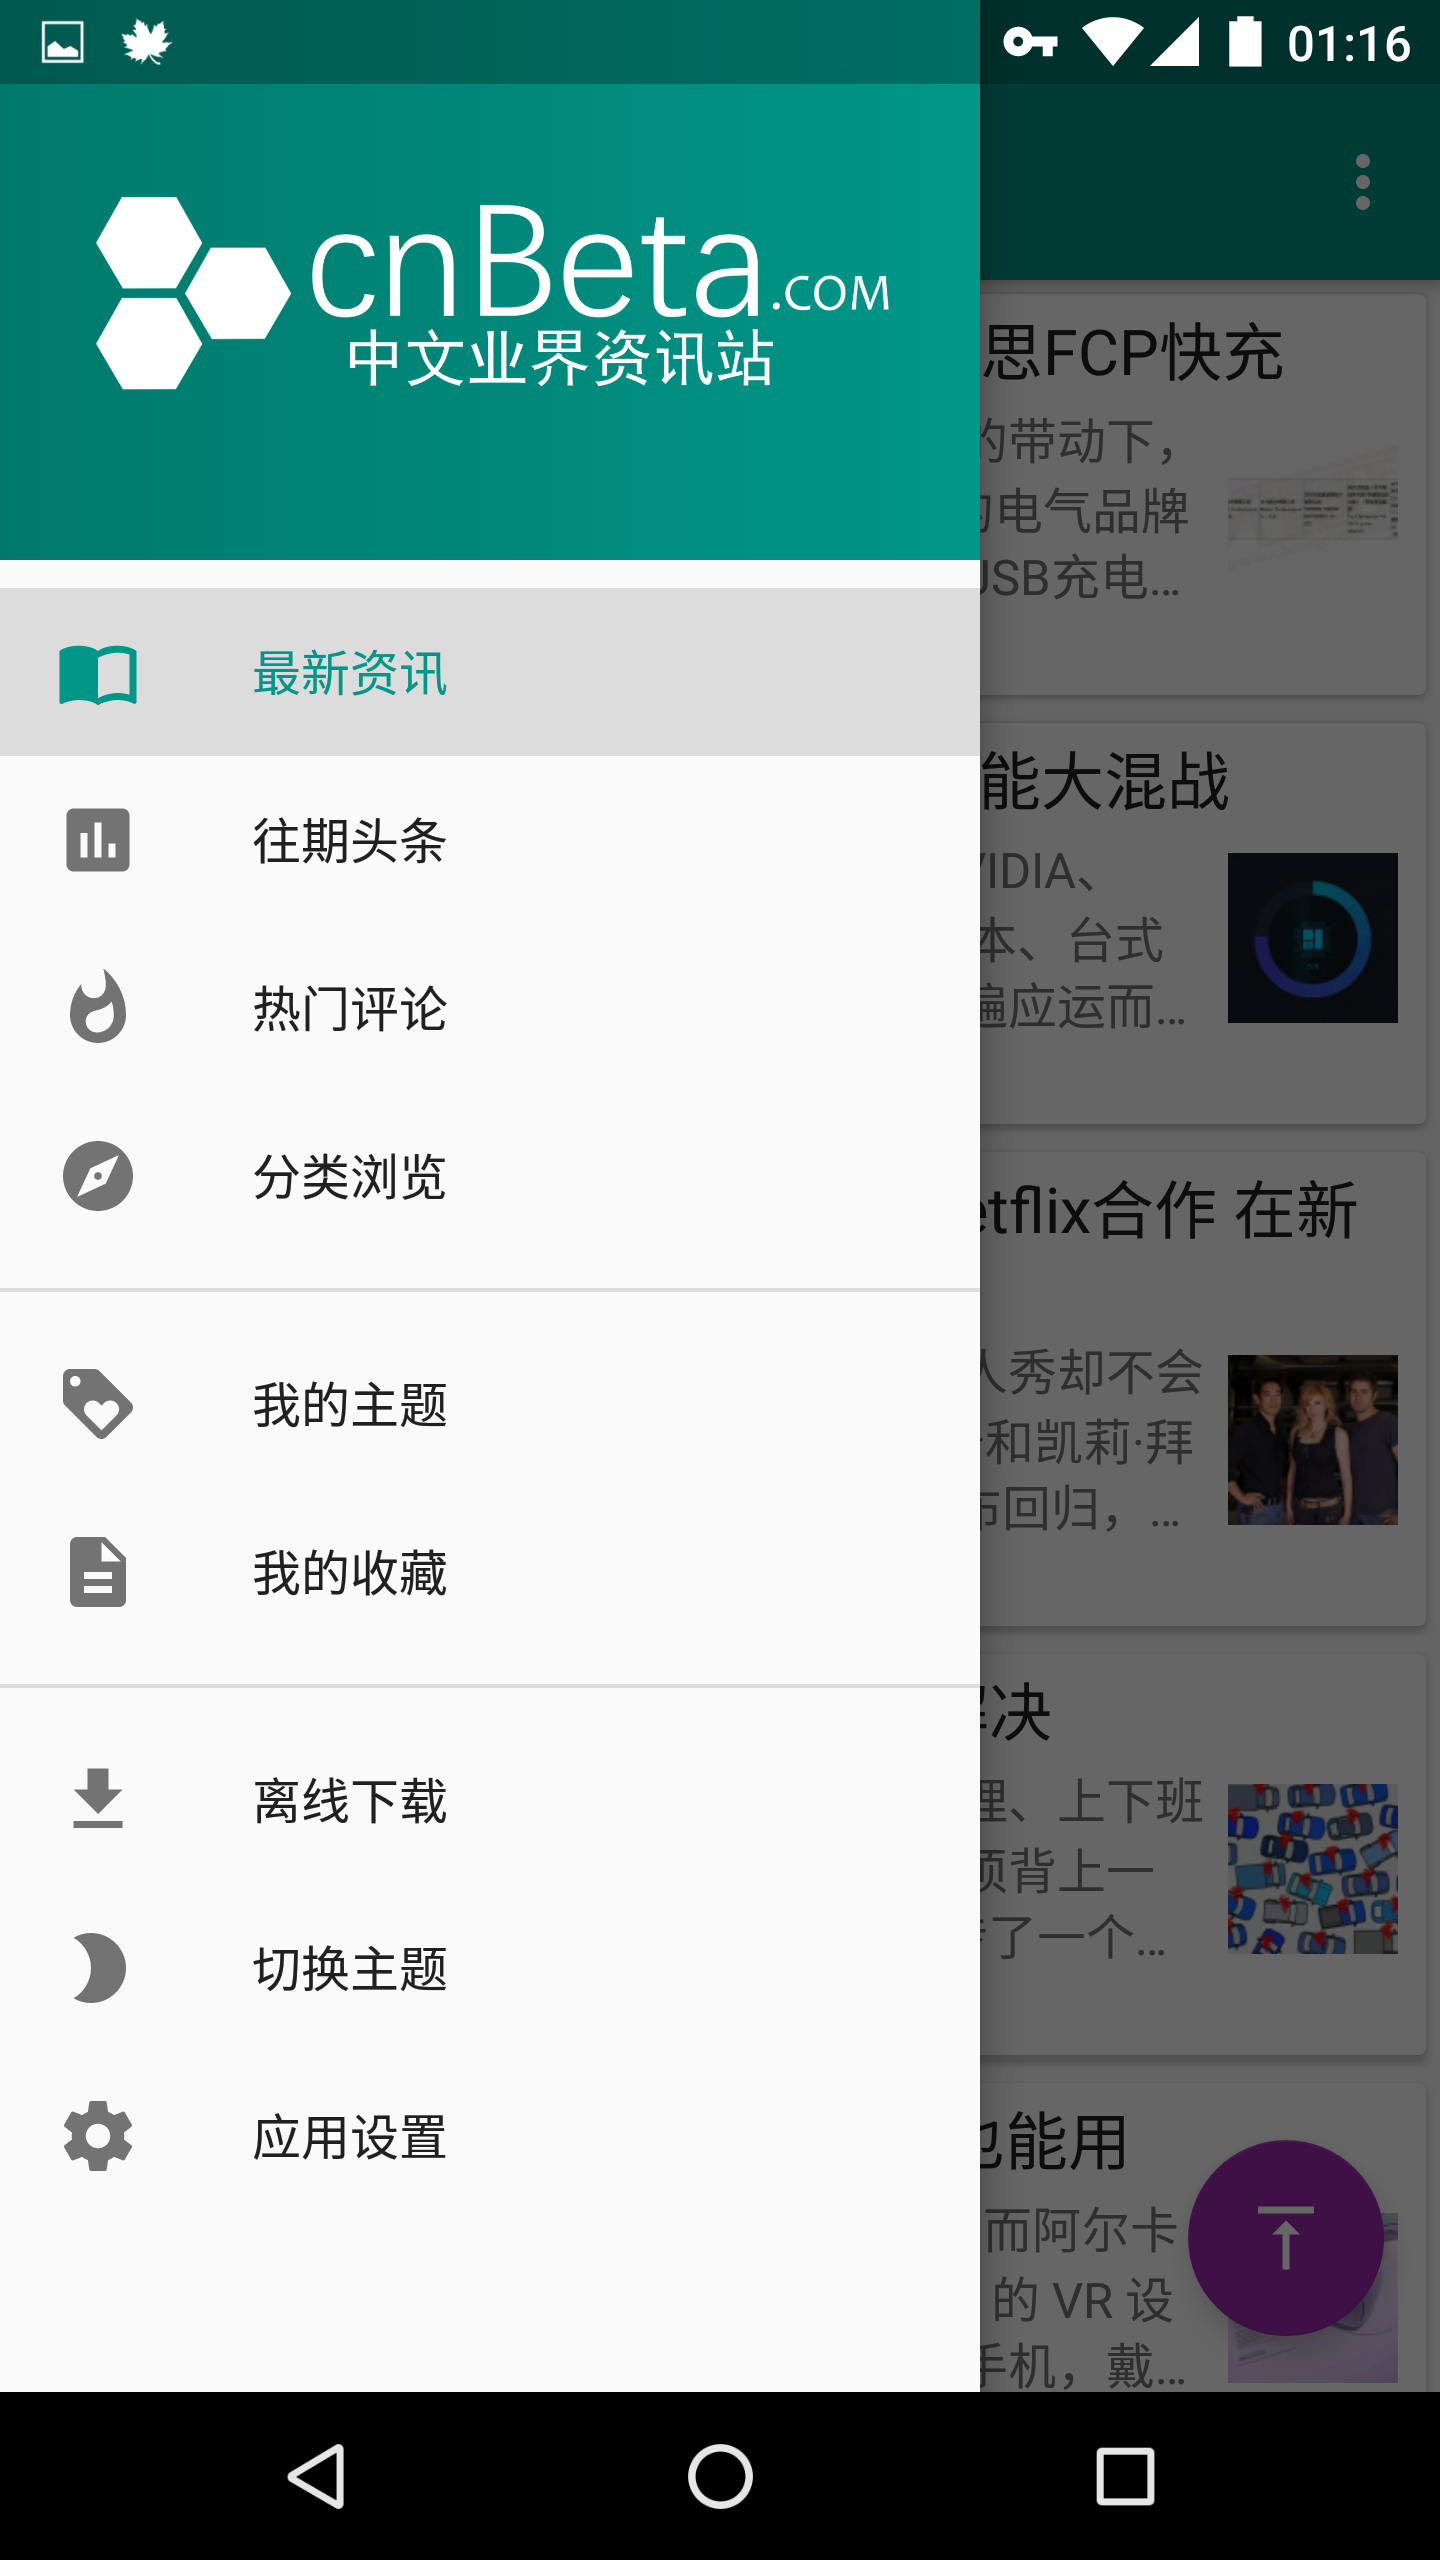 01:16
cnBeta.COM
中文业界资讯站
最新资讯
往期头条
热门评论
分类浏览
我的主题
我的收藏
离线下载
切换主题
应用设置
思FCP快充
的带动下，
电气品牌
USB充电...
能大混战
VIDIA、
本、台式
遍应运而...
etflix合作 在新
人秀却不会
和凯莉·拜
布回归，...
决
理、上下班
背上一
了一个...
也能用
而阿尔卡
的 VR 设
手机，戴...